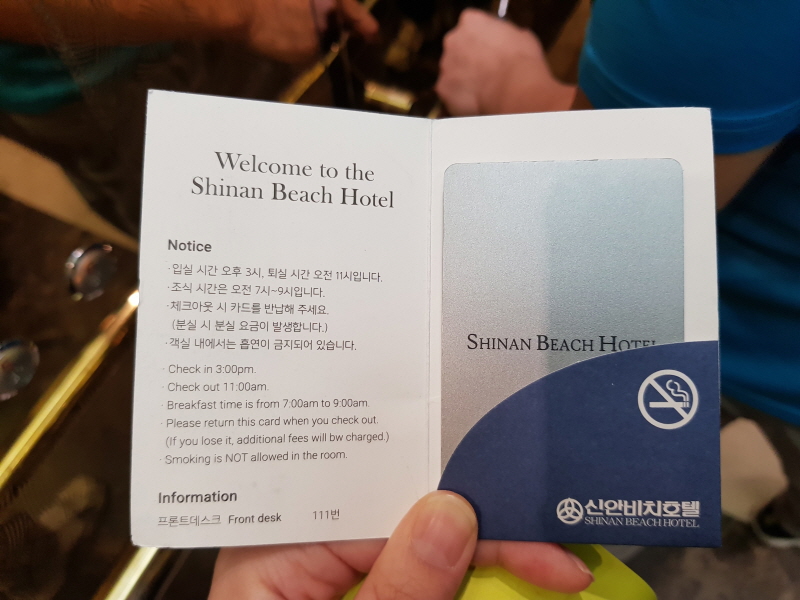 Welcome to the
Shinan Beach Hotel
Notice
·입실 시간 오후 3시, 퇴실 시간 오전 11시입니다.
·조식 시간은 오전 7시~9시입니다.
·체크아웃 시 카드를 반납해 주세요.
(분실 시 분실 요금이 발생합니다.)
·객실 내에서는 흡연이 금지되어 있습니다.
· Check in 3:00pm.
· Check out 11:00am.
· Breakfast time is from 7:00am to 9:00am.
· Please return this card when you check out.
(If you lose it, additional fees will bw charged.)
· Smoking is NOT allowed in the room.
Information
프론트데스크 Front desk 111번
SHINAN BEACH HOTEL
신안비치호텔
SHINAN BEACH HOTEL